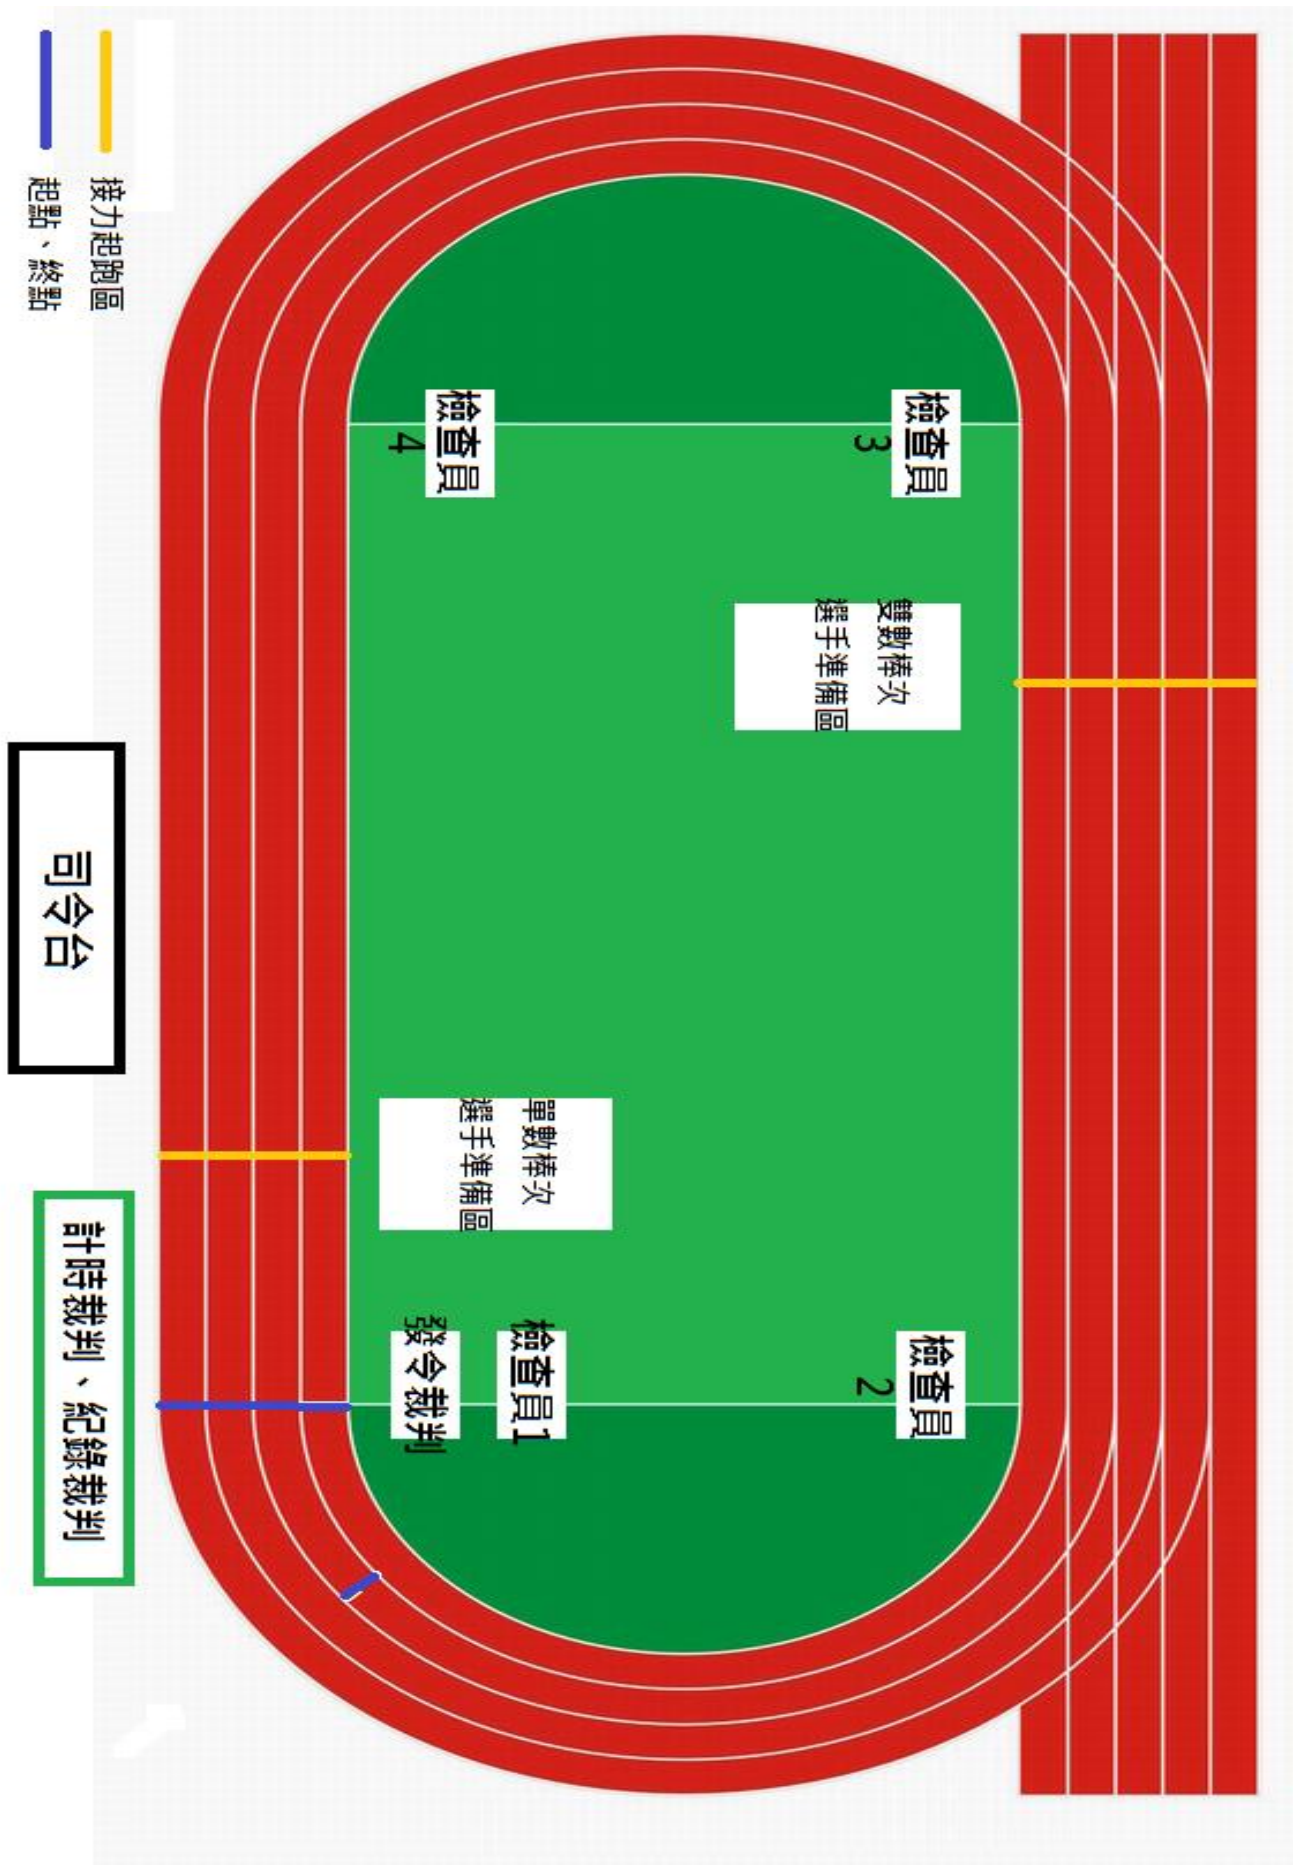 檢查員
3
檢查員
2
雙數棒次
選手準備區
單數棒次
選手準備區
檢查員1
檢查員
4
發令裁判
接力起跑區
起點、終點
司令台
計時裁判、紀錄裁判